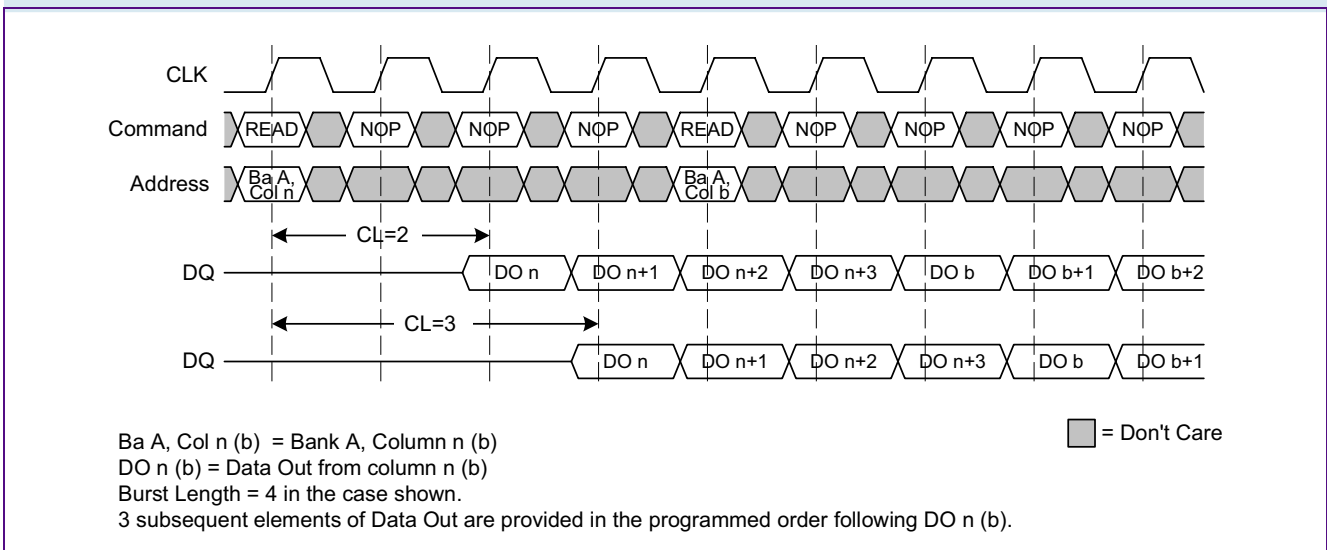 CLK
Command READ NOP NOP NOP READ NOP NOP NOP NOP
Address Ba A, Col n Ba A, Col b
CL=2
DQ DO n DO n+1 DO n+2 DO n+3 DO b DO b+1 DO b+2
CL=3
DQ DO n DO n+1 DO n+2 DO n+3 DO b DO b+1
Ba A, Col n (b) = Bank A, Column n (b)
= Don't Care
DO n (b) = Data Out from column n (b)
Burst Length = 4 in the case shown.
3 subsequent elements of Data Out are provided in the programmed order following DO n (b).